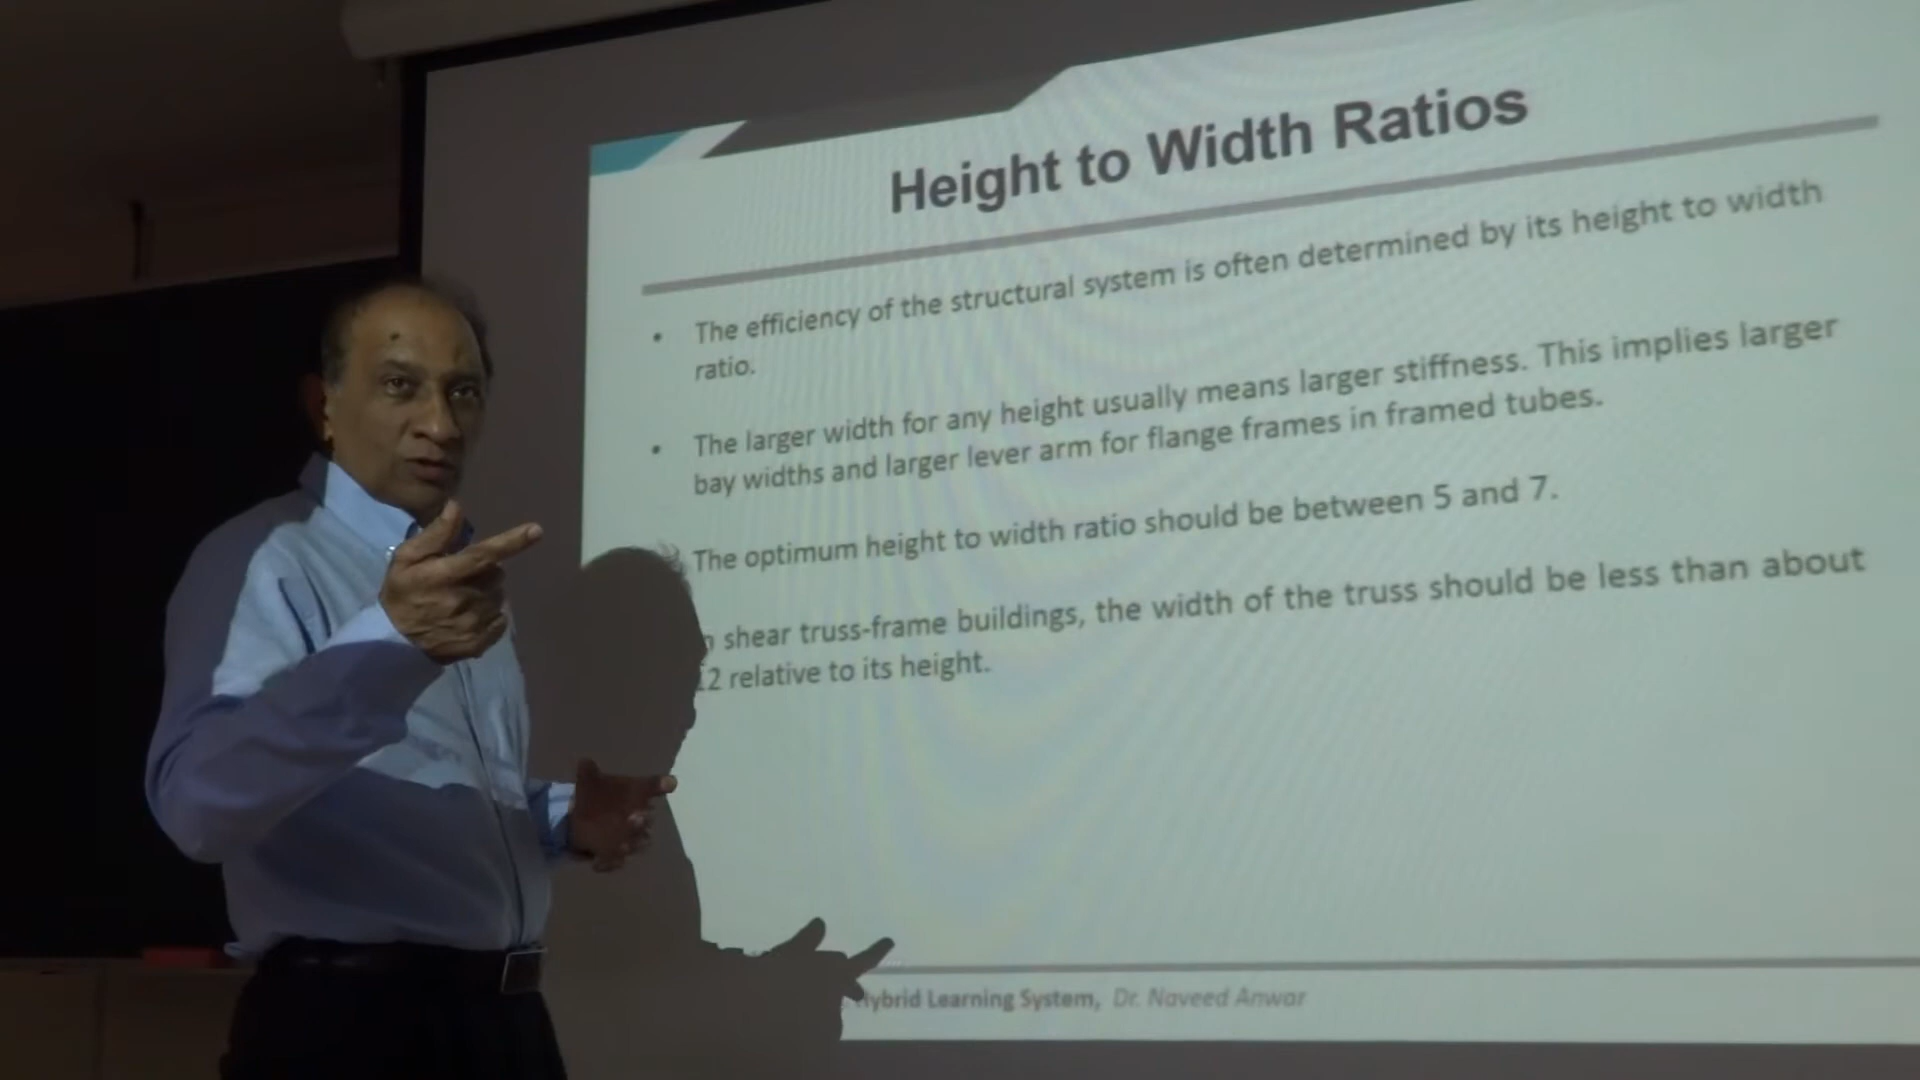 Height to Width Ratios
• The efficiency of the structural system is often determined by its height to width
ratio.
• The larger width for any height usually means larger stiffness. This implies larger
bay widths and larger lever arm for flange frames in framed tubes.
The optimum height to width ratio should be between 5 and 7.
shear truss-frame buildings, the width of the truss should be less than about
relative to its height.
Hybrid Learning System, Dr. Naveed Anwar